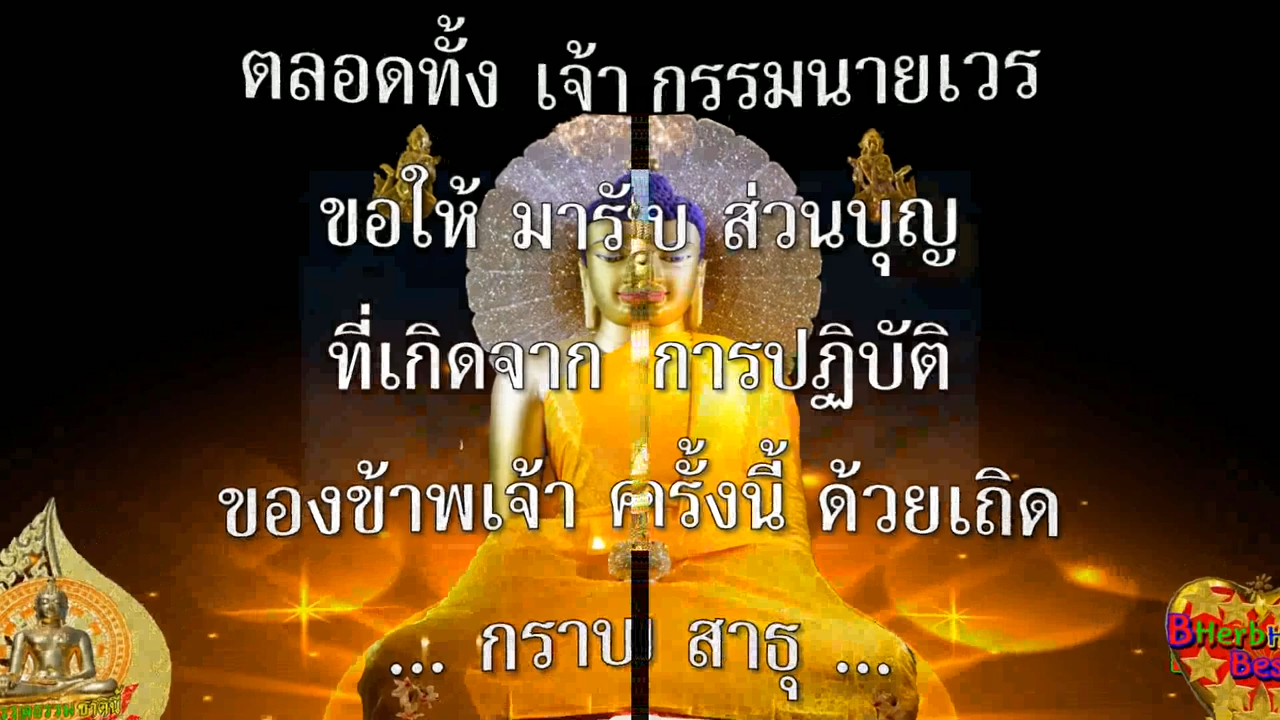 ตลอดทั้ง เจ้า กรรมนายเวร
ขอให้ มารับ ส่วนบุญ
ที่เกิดจาก การปฏิบัติ
ของข้าพเจ้า ครั้งนี้ ด้วยเถิด
... กราบ สาธุ ...
BHerb
Bes